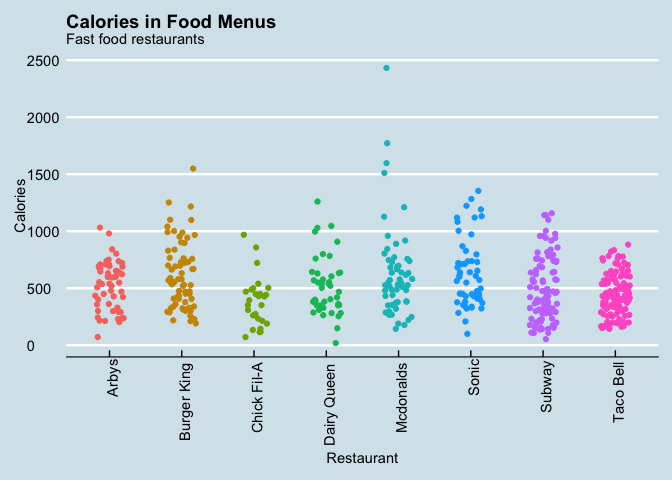 Calories in Food Menus
Fast food restaurants
2500
2000
1500
1000
500
0
Calories
Arbys
Burger King
Chick Fil-A
Dairy Queen
Mcdonalds
Sonic
Subway
Taco Bell
Restaurant